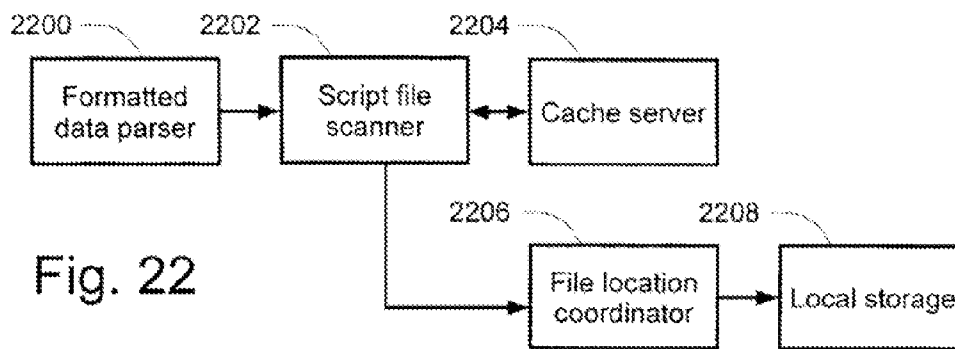 2200
2202
2204
Formatted
data parser
Script file
scanner
Cache server
2206
2208
Fig. 22
File location
coordinator
Local storage